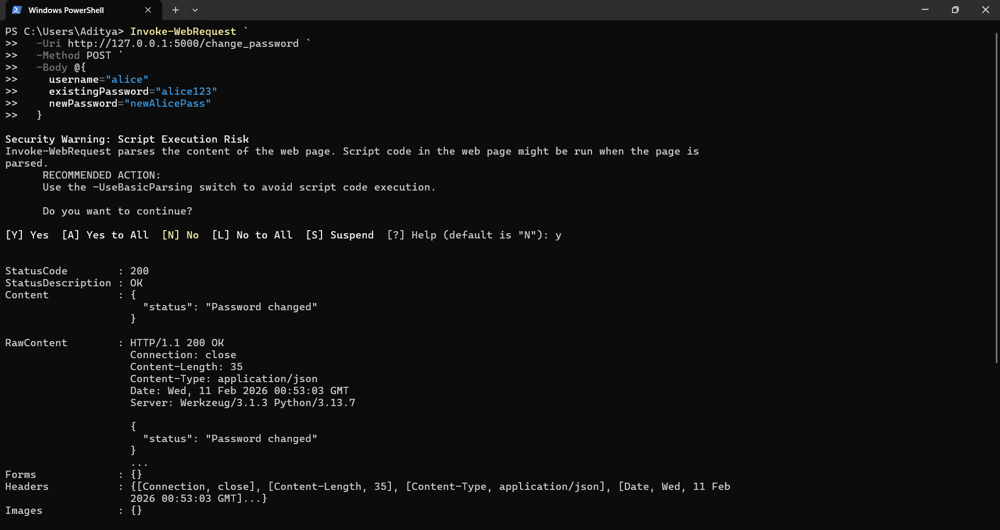 Windows PowerShell
PS C:\Users\Aditya> Invoke-WebRequest `
>>   -Uri http://127.0.0.1:5000/change_password `
>>   -Method POST `
>>   -Body @{
>>     username="alice"
>>     existingPassword="alice123"
>>     newPassword="newAlicePass"
>>   }
Security Warning: Script Execution Risk
Invoke-WebRequest parses the content of the web page. Script code in the web page might be run when the page is
parsed.
      RECOMMENDED ACTION:
      Use the -UseBasicParsing switch to avoid script code execution.
      Do you want to continue?
[Y] Yes  [A] Yes to All  [N] No  [L] No to All  [S] Suspend  [?] Help (default is "N"): y
StatusCode        : 200
StatusDescription : OK
Content           : {
                      "status": "Password changed"
                    }
RawContent        : HTTP/1.1 200 OK
                    Connection: close
                    Content-Length: 35
                    Content-Type: application/json
                    Date: Wed, 11 Feb 2026 00:53:03 GMT
                    Server: Werkzeug/3.1.3 Python/3.13.7
                    {
                      "status": "Password changed"
                    }
                    ...
Forms             : {}
Headers           : {[Connection, close], [Content-Length, 35], [Content-Type, application/json], [Date, Wed, 11 Feb
                    2026 00:53:03 GMT]...}
Images            : {}